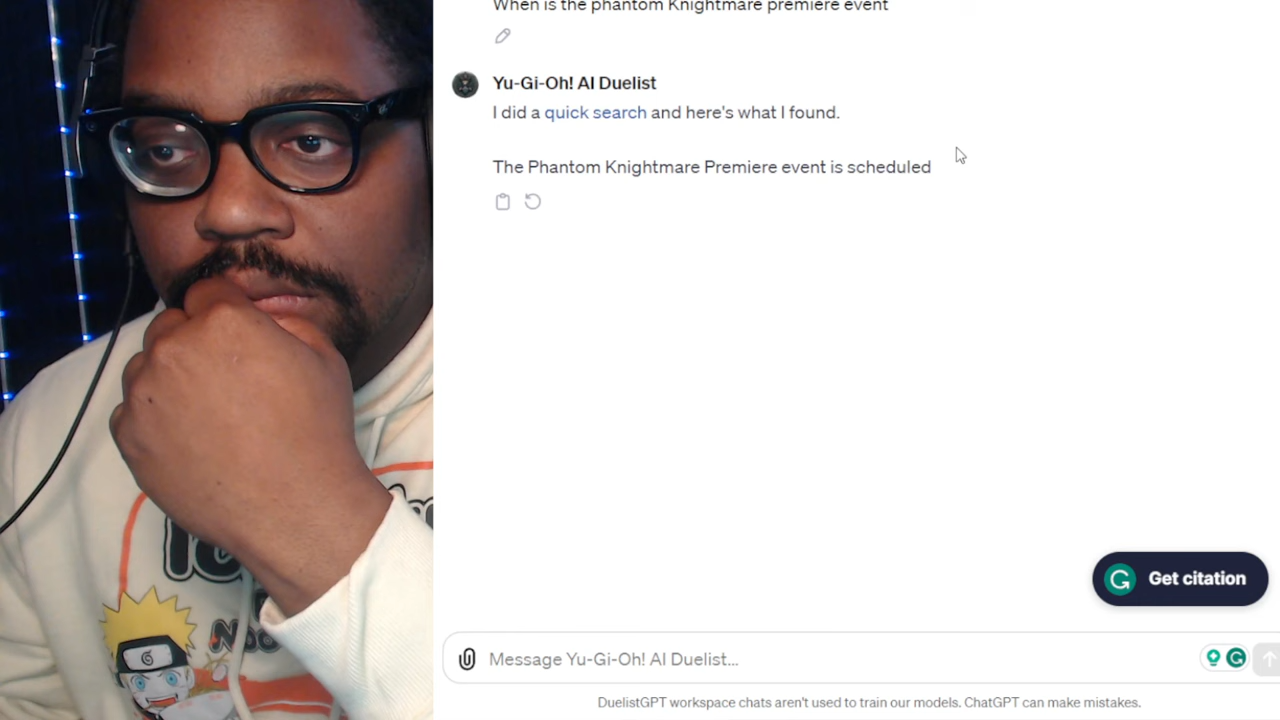 When is the phantom Knightmare premiere event
Yu-Gi-Oh! AI Duelist
I did a quick search and here's what I found.
The Phantom Knightmare Premiere event is scheduled
Get citation
Message Yu-Gi-Oh! AI Duelist...
DuelistGPT workspace chats aren't used to train our models. ChatGPT can make mistakes.